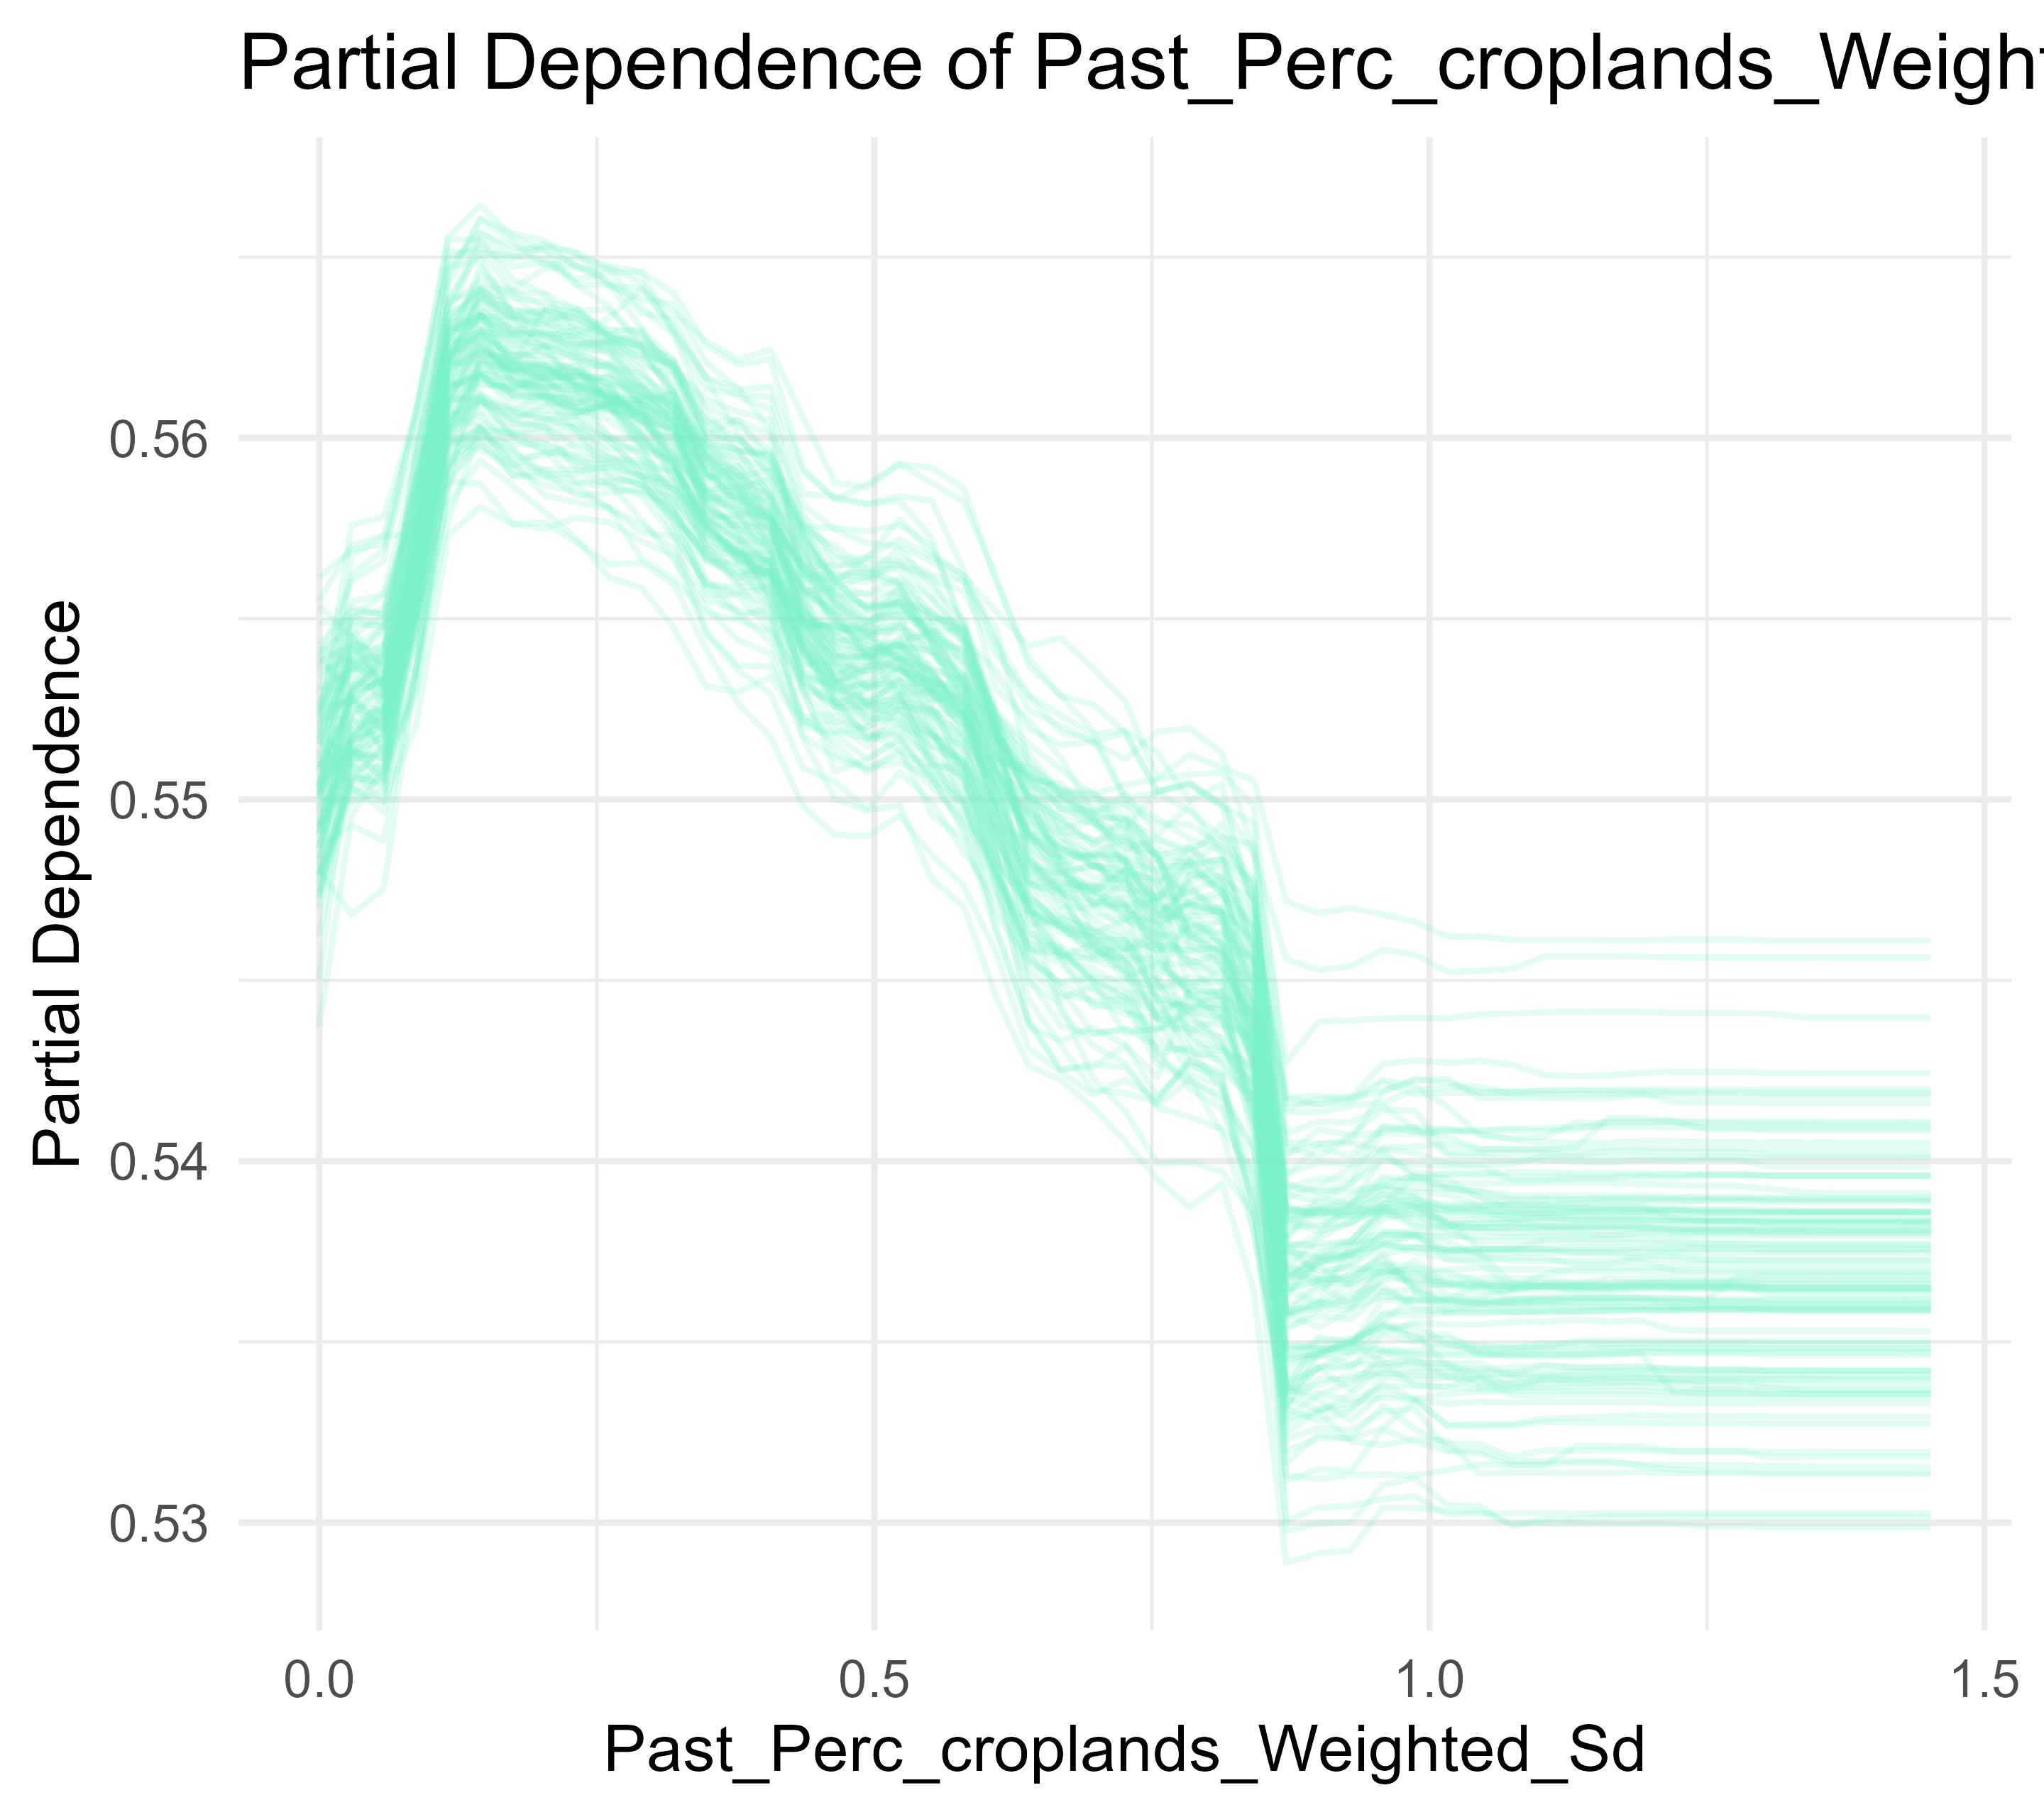 Partial Dependence of Past_Perc_croplands_Weigh
Partial Dependence
0.56
0.55
0.54
0.53
0.0 0.5 1.0 1.5
Past_Perc_croplands_Weighted_Sd